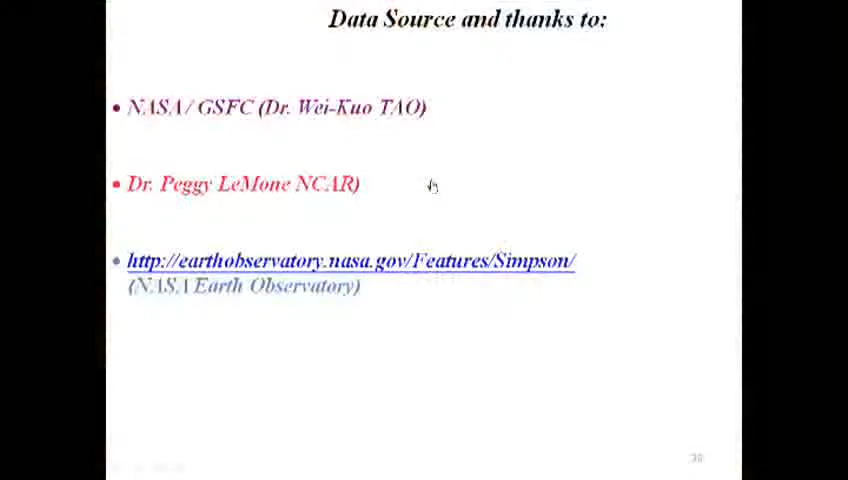 Data Source and thanks to:
• NASA / GSFC (Dr. Wei-Kuo TAO)
• Dr. Peggy LeMone NCAR)
• http://earthobservatory.nasa.gov/Features/Simpson/
(NASA Earth Observatory)